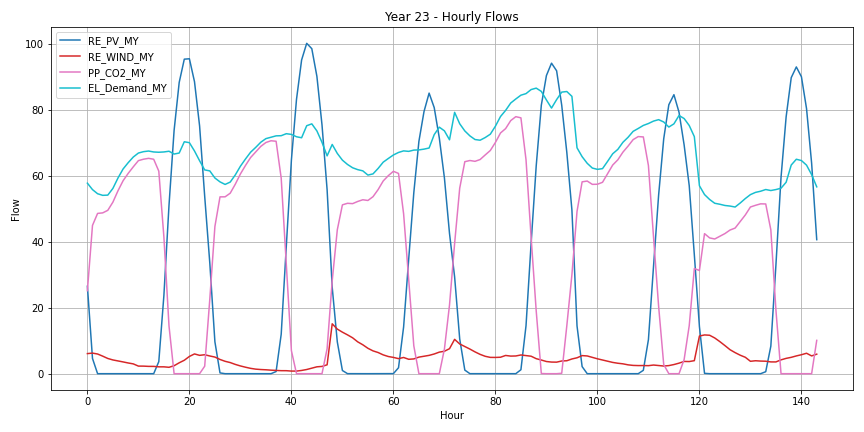 Year 23 - Hourly Flows
RE_PV_MY
RE_WIND_MY
PP_CO2_MY
EL_Demand_MY
Flow
100
80
60
40
20
0
0 20 40 60 80 100 120 140
Hour